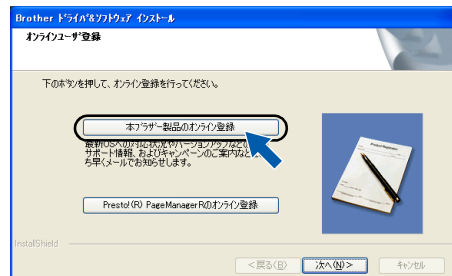 Brother ドライバ&ソフトウェア インストール
オンラインユーザ登録
下のボタンを押して、オンライン登録を行ってください。
本ブラザー製品のオンライン登録
最新OSへの対応状況やバージョンアップなどの
サポート情報、およびキャンペーンのご案内など
ち早くメールでお知らせします。
Presto!(R) PageManagerRのオンライン登録
InstallShield
<戻る(B)
次へ(N)>
キャンセル